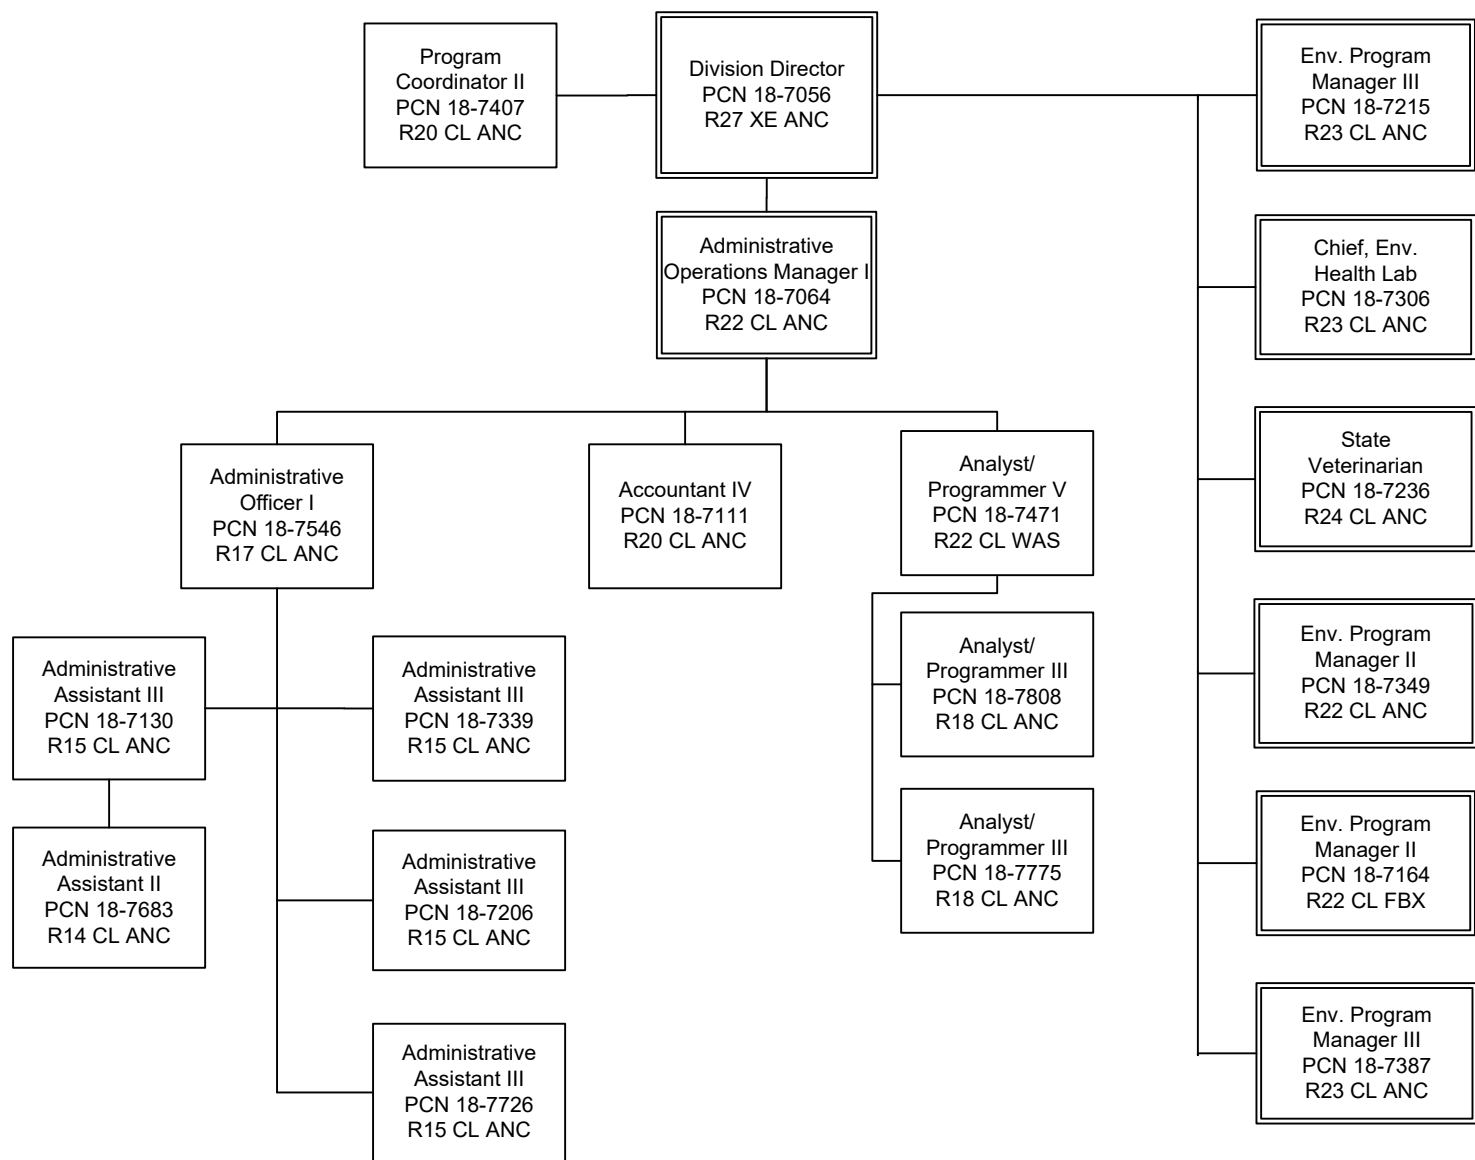 Program
Coordinator II
PCN 18-7407
R20 CL ANC
Division Director
PCN 18-7056
R27 XE ANC
Env. Program
Manager III
PCN 18-7215
R23 CL ANC
Administrative
Operations Manager I
PCN 18-7064
R22 CL ANC
Chief, Env.
Health Lab
PCN 18-7306
R23 CL ANC
State
Veterinarian
PCN 18-7236
R24 CL ANC
Administrative
Officer I
PCN 18-7546
R17 CL ANC
Accountant IV
PCN 18-7111
R20 CL ANC
Analyst/
Programmer V
PCN 18-7471
R22 CL WAS
Env. Program
Manager II
PCN 18-7349
R22 CL ANC
Administrative
Assistant III
PCN 18-7130
R15 CL ANC
Administrative
Assistant III
PCN 18-7339
R15 CL ANC
Analyst/
Programmer III
PCN 18-7808
R18 CL ANC
Env. Program
Manager II
PCN 18-7164
R22 CL FBX
Administrative
Assistant II
PCN 18-7683
R14 CL ANC
Administrative
Assistant III
PCN 18-7206
R15 CL ANC
Analyst/
Programmer III
PCN 18-7775
R18 CL ANC
Env. Program
Manager III
PCN 18-7387
R23 CL ANC
Administrative
Assistant III
PCN 18-7726
R15 CL ANC